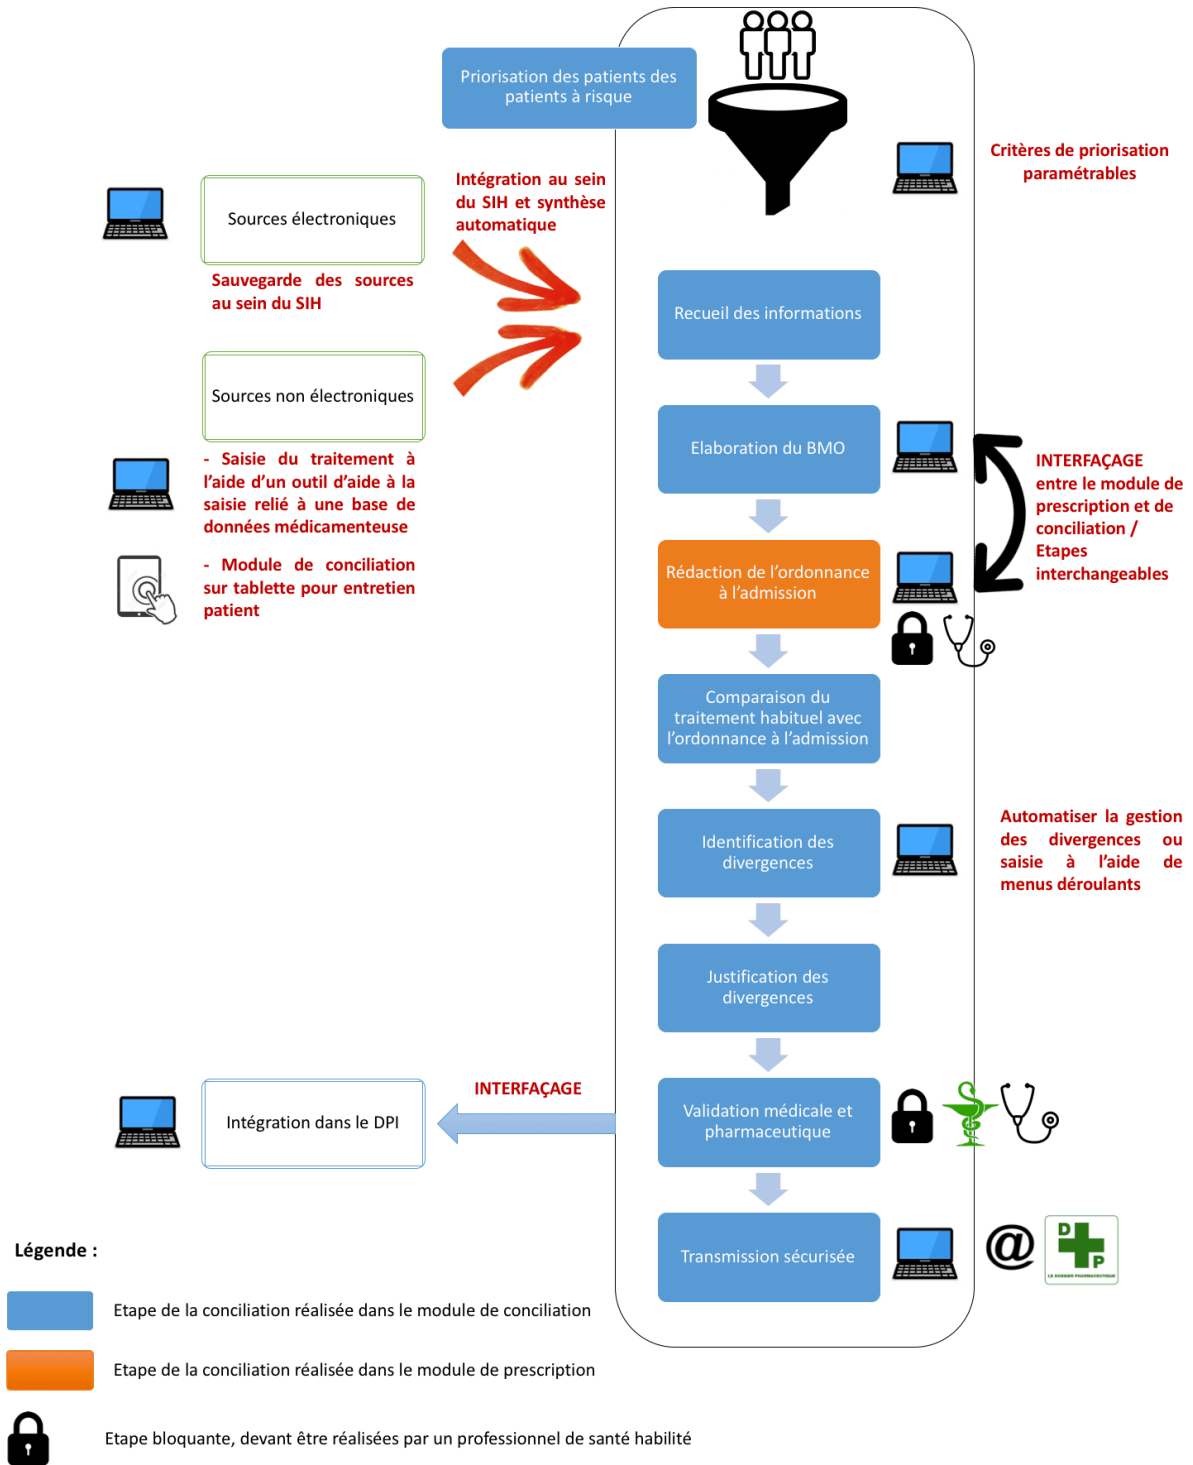 Priorisation des patients des
patients à risque
Critères de priorisation
paramétrables
Intégration au sein
du SIH et synthèse
automatique
Sources électroniques
Sauvegarde des sources
au sein du SIH
Recueil des informations
Sources non électroniques
- Saisie du traitement à
l'aide d'un outil d'aide à la
saisie relié à une base de
données médicamenteuse
- Module de conciliation
sur tablette pour entretien
patient
Elaboration du BMO
INTERFAÇAGE
entre le module de
prescription et de
conciliation /
Etapes
interchangeables
Rédaction de l'ordonnance
à l'admission
Comparaison du
traitement habituel avec
l'ordonnance à l'admission
Identification des
divergences
Automatiser la gestion
des divergences ou
saisie à l'aide de
menus déroulants
Justification des
divergences
INTERFAÇAGE
Intégration dans le DPI
Validation médicale et
pharmaceutique
Transmission sécurisée
@
D
P
LE DOSSIER PHARMACEUTIQUE
Légende :
Etape de la conciliation réalisée dans le module de conciliation
Etape de la conciliation réalisée dans le module de prescription
Etape bloquante, devant être réalisées par un professionnel de santé habilité